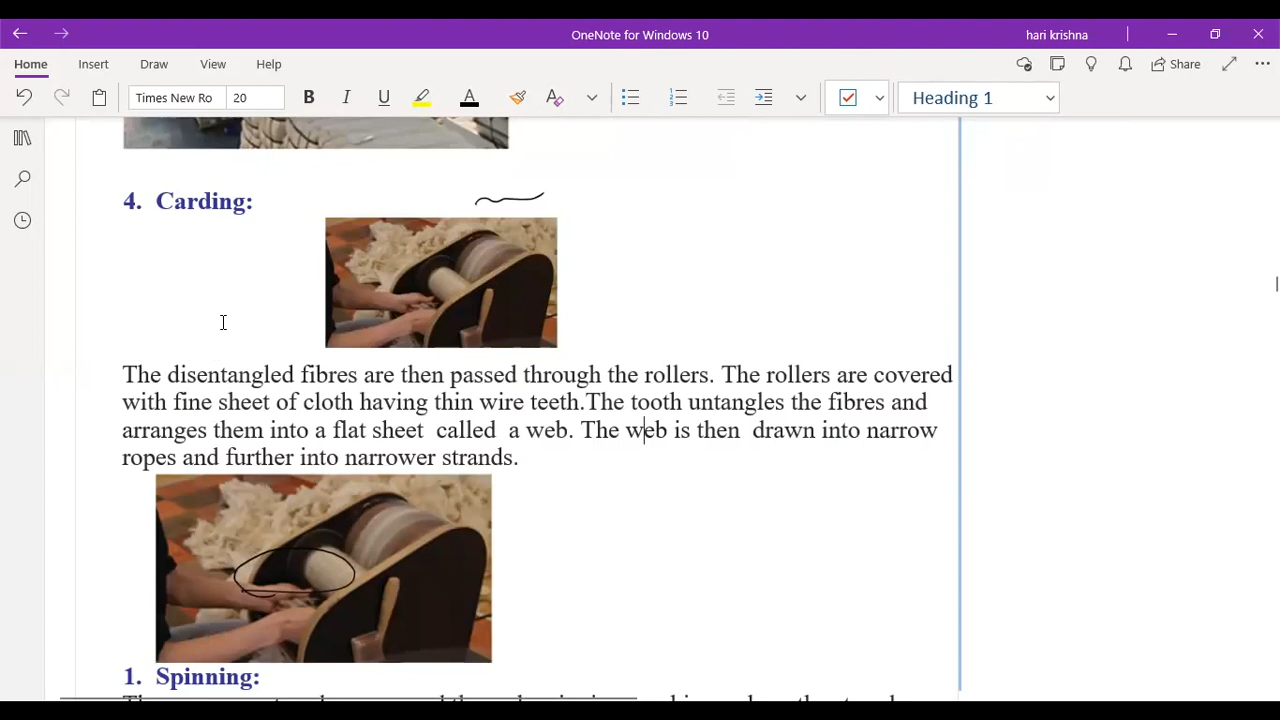 OneNote for Windows 10
hari krishna
Home Insert Draw View Help
Share
Times New Ro 20 B I U A Heading 1
4. Carding:
The disentangled fibres are then passed through the rollers. The rollers are covered
with fine sheet of cloth having thin wire teeth.The tooth untangles the fibres and
arranges them into a flat sheet called a web. The web is then drawn into narrow
ropes and further into narrower strands.
1. Spinning: